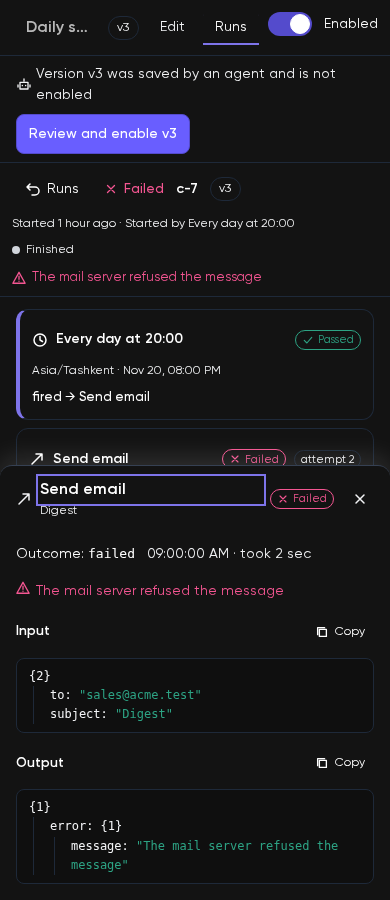 Daily s... v3 Edit Runs Enabled
Version v3 was saved by an agent and is not
enabled
Review and enable v3
Runs Failed c-7 v3
Started 1 hour ago · Started by Every day at 20:00
Finished
The mail server refused the message
Every day at 20:00 Passed
Asia/Tashkent · Nov 20, 08:00 PM
fired → Send email
Send email Failed attempt 2
Send email Failed
Digest
Outcome: failed 09:00:00 AM · took 2 sec
The mail server refused the message
Input Copy
{2}
to: "sales@acme.test"
subject: "Digest"
Output Copy
{1}
error: {1}
message: "The mail server refused the
message"